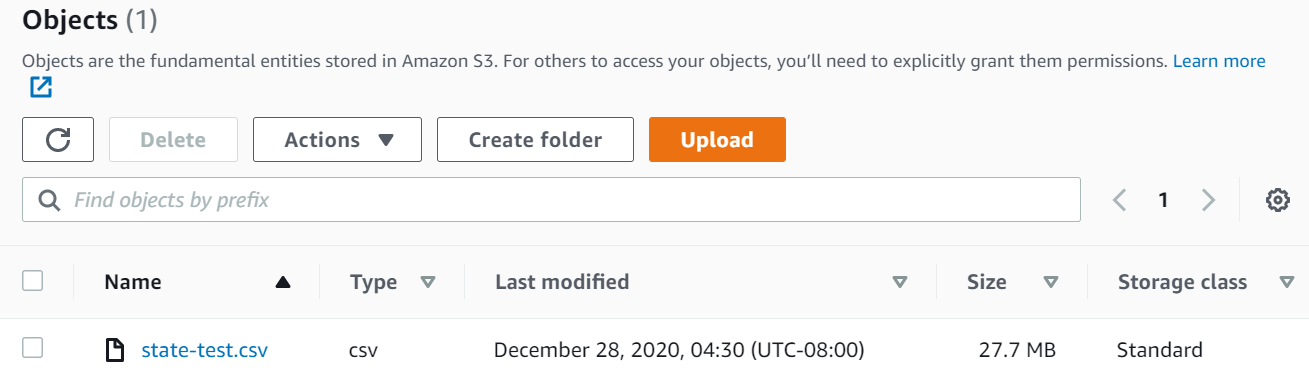 Objects (1)
Objects are the fundamental entities stored in Amazon S3. For others to access your objects, you'll need to explicitly grant them permissions. Learn more
Delete Actions Create folder Upload
Find objects by prefix 1
Name Type Last modified Size Storage class
state-test.csv csv December 28, 2020, 04:30 (UTC-08:00) 27.7 MB Standard